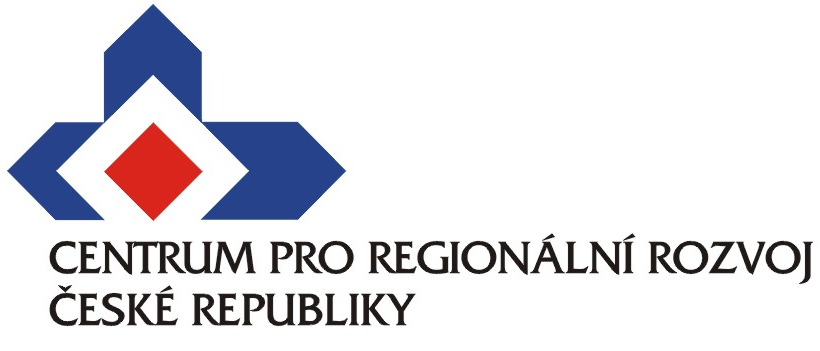 CENTRUM PRO REGIONÁLNÍ ROZVOJ
ČESKÉ REPUBLIKY